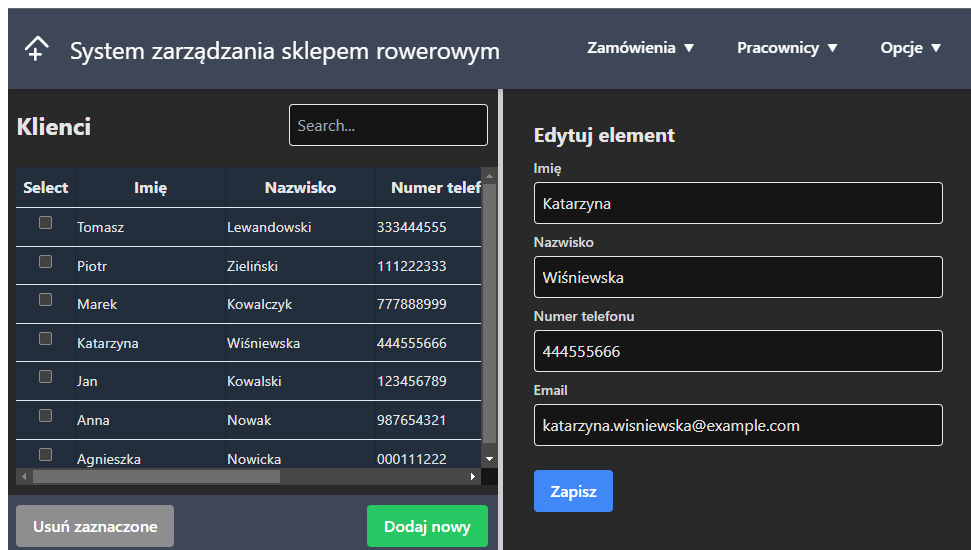 System zarządzania sklepem rowerowym
Zamówienia ▼ Pracownicy ▼ Opcje ▼
Klienci
Search...
Select Imię Nazwisko Numer telef
Tomasz Lewandowski 333444555
Piotr Zieliński 111222333
Marek Kowalczyk 777888999
Katarzyna Wiśniewska 444555666
Jan Kowalski 123456789
Anna Nowak 987654321
Agnieszka Nowicka 000111222
Usuń zaznaczone Dodaj nowy
Edytuj element
Imię
Katarzyna
Nazwisko
Wiśniewska
Numer telefonu
444555666
Email
katarzyna.wisniewska@example.com
Zapisz